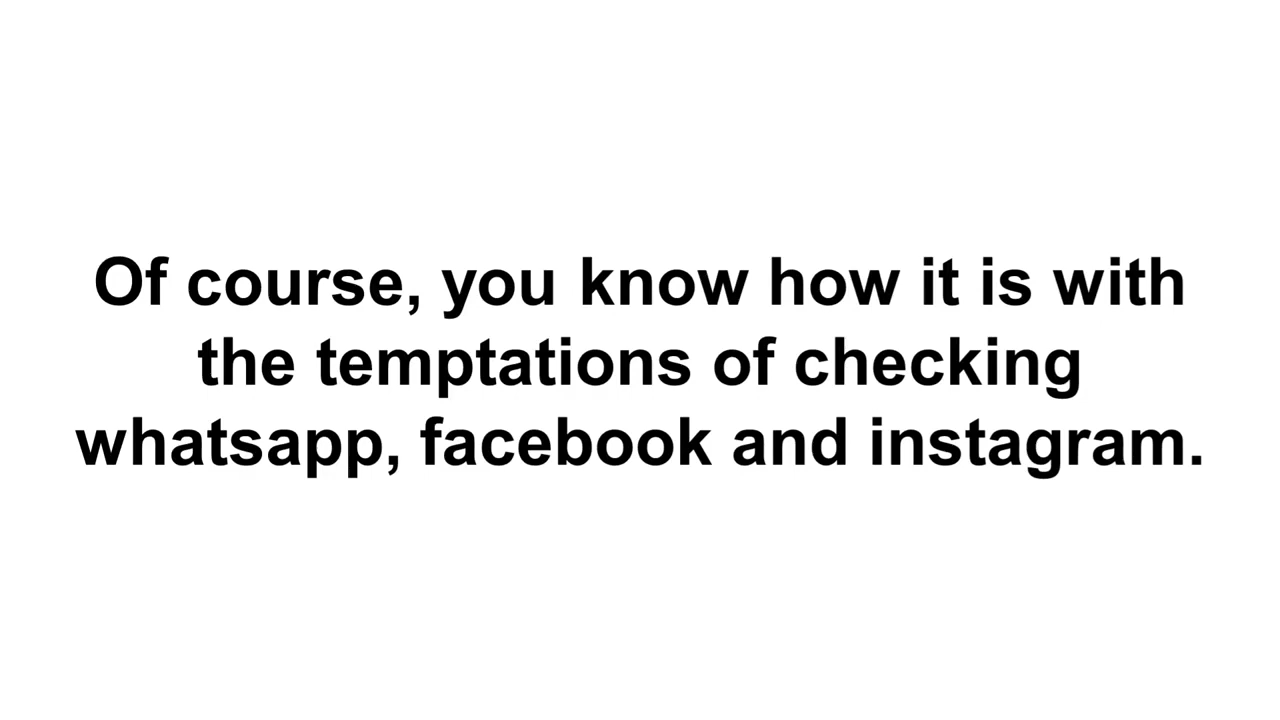 Of course, you know how it is with
the temptations of checking
whatsapp, facebook and instagram.